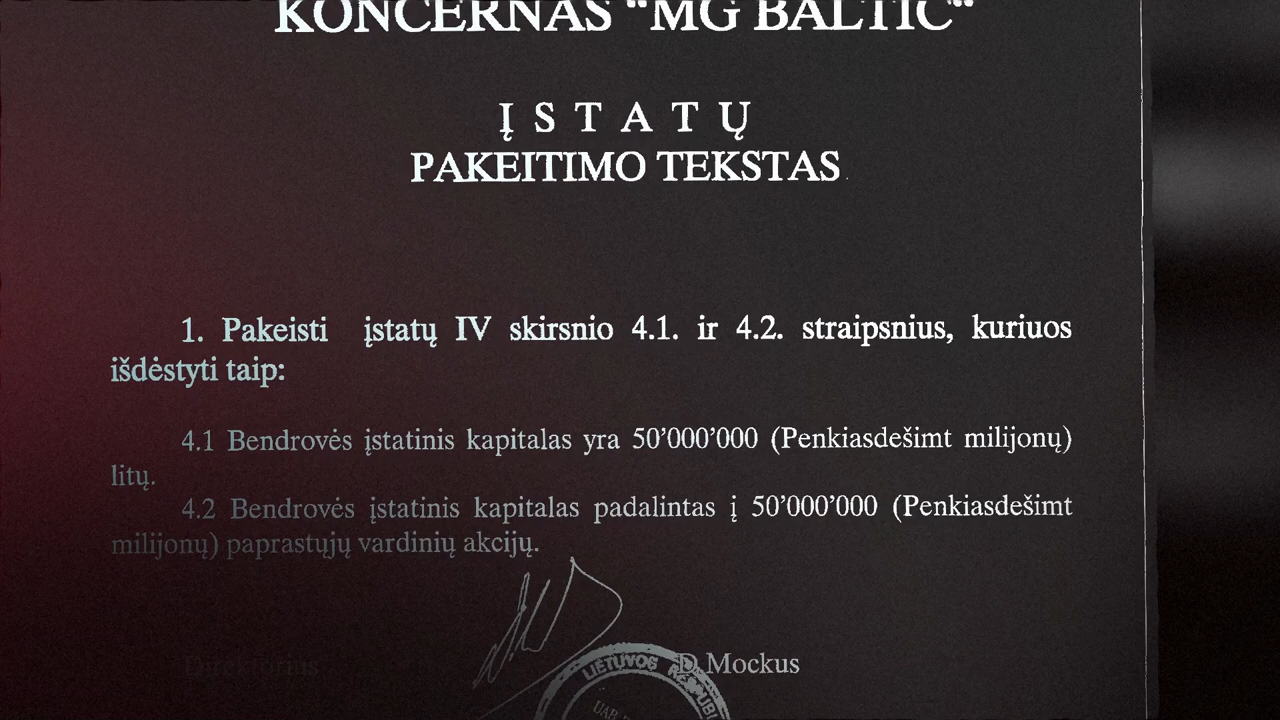 KONCERNAS "MG BALTIC"
Į S T A T Ų
PAKEITIMO TEKSTAS
1. Pakeisti įstatų IV skirsnio 4.1. ir 4.2. straipsnius, kuriuos
išdėstyti taip:
4.1 Bendrovės įstatinis kapitalas yra 50’000’000 (Penkiasdešimt milijonų)
litų.
4.2 Bendrovės įstatinis kapitalas padalintas į 50’000’000 (Penkiasdešimt
milijonų) paprastųjų vardinių akcijų.
Direktorius D.Mockus
LIETUVOS
UAB